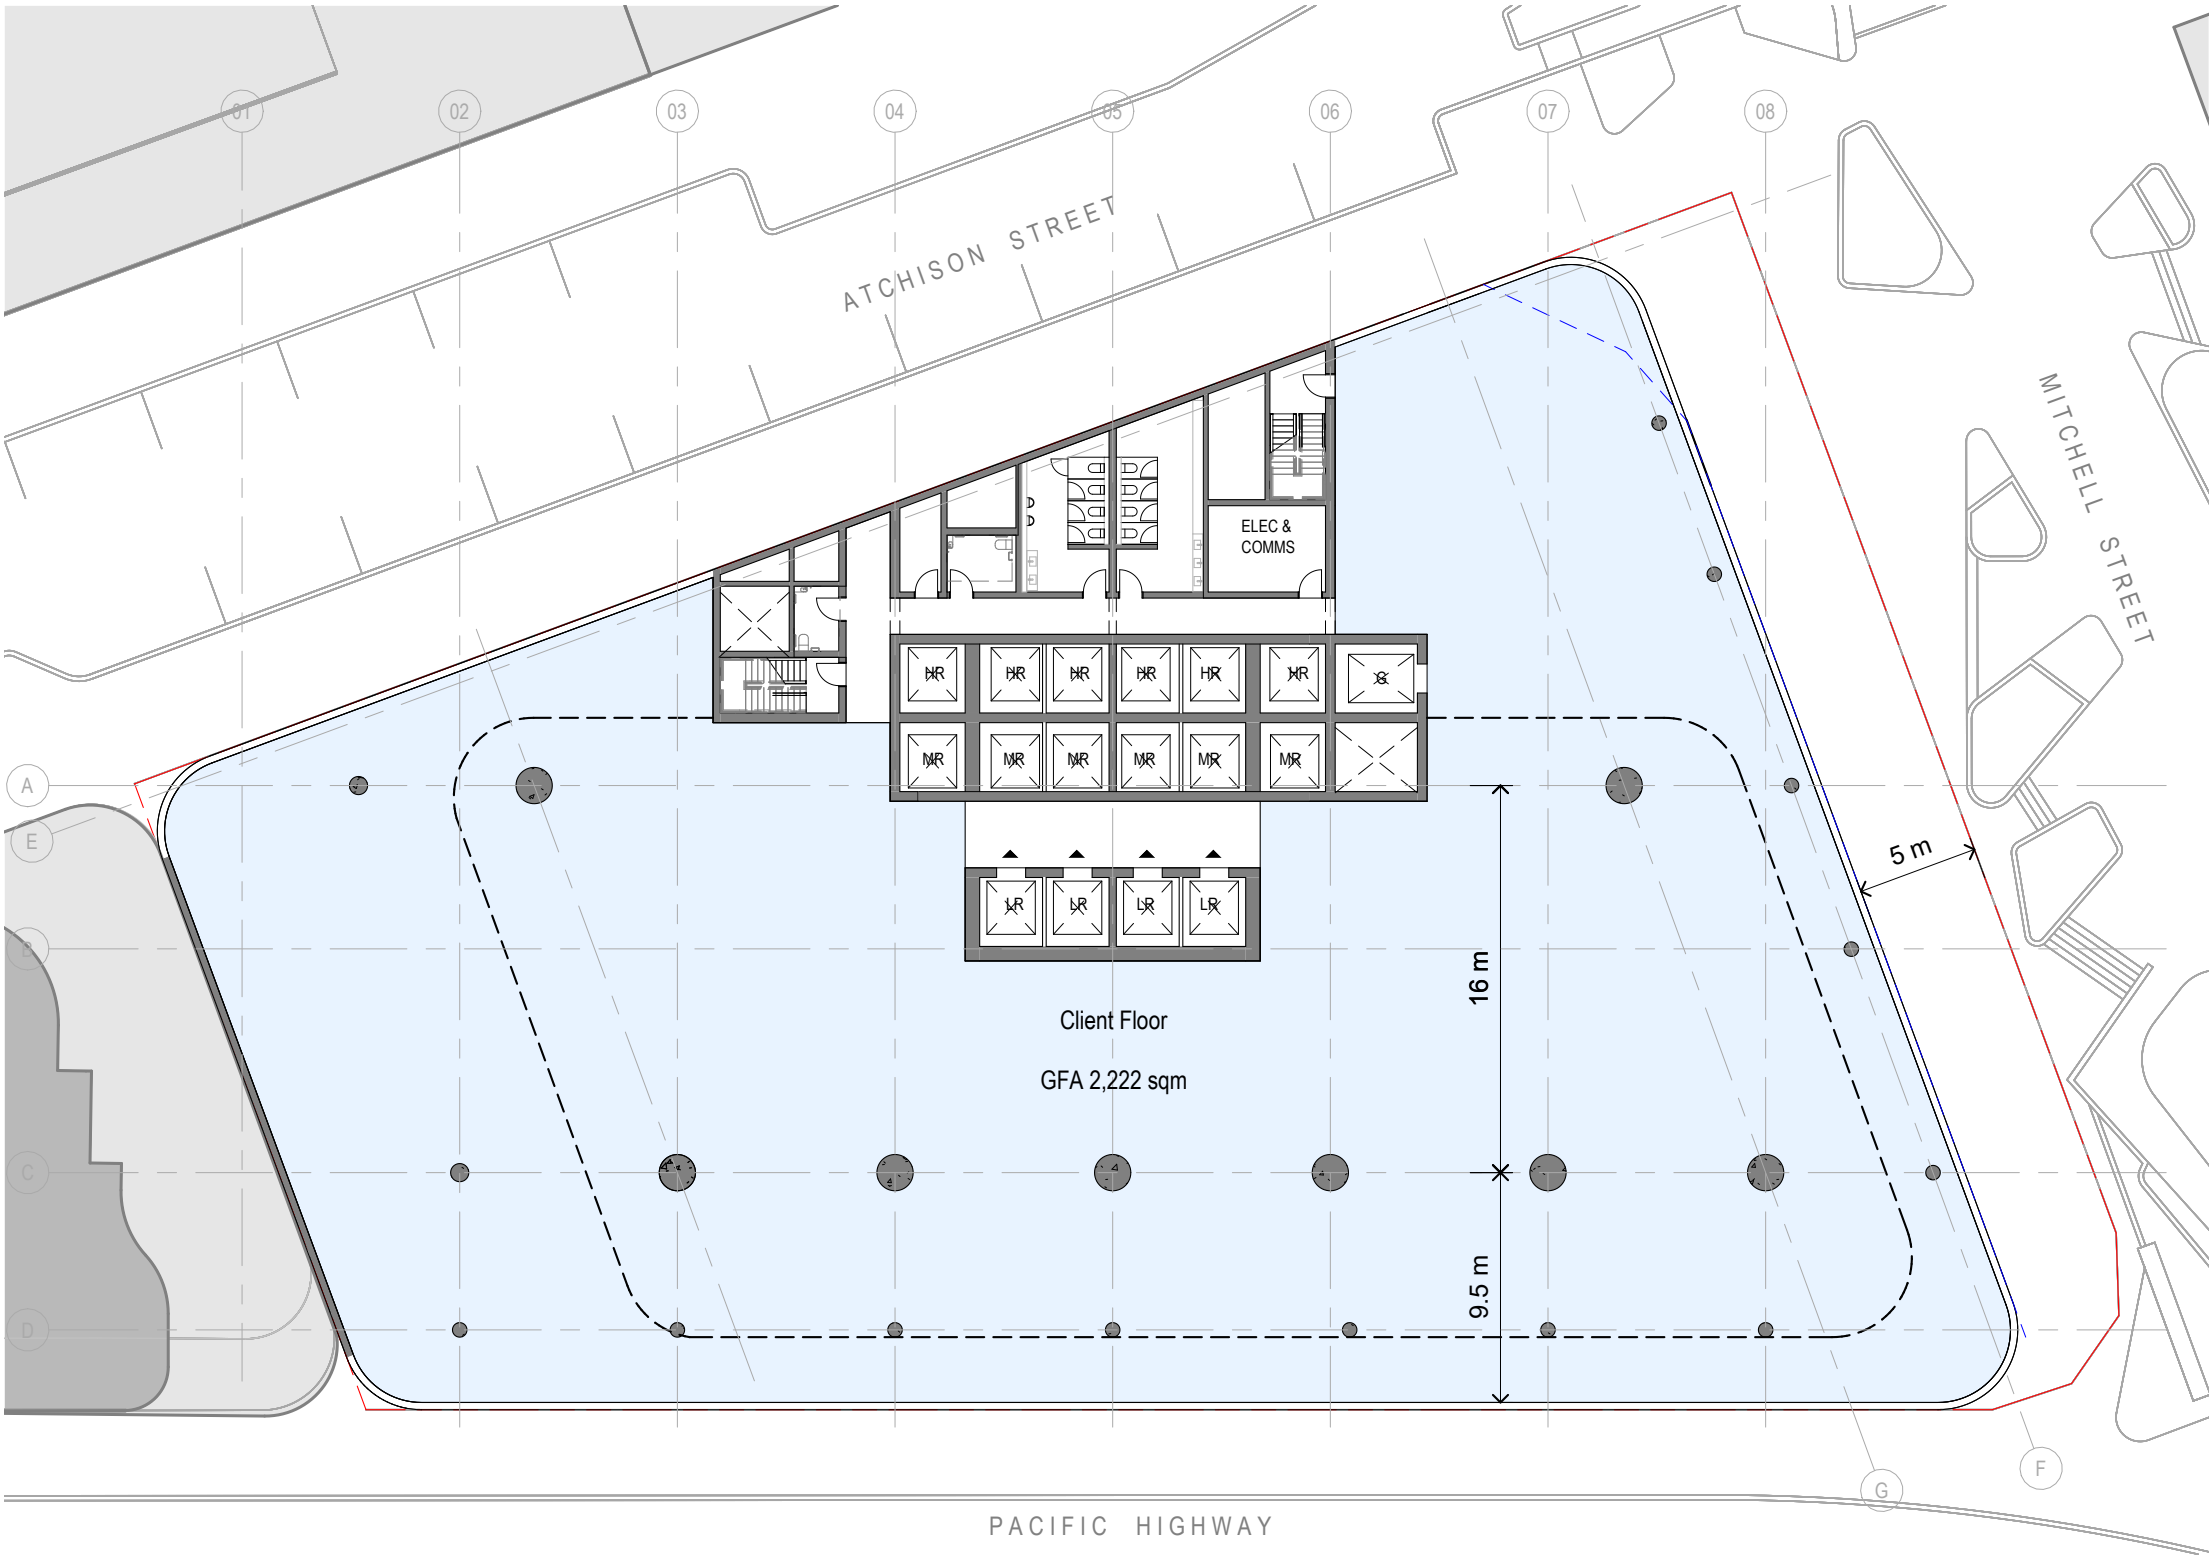 01 02 03 04 05 06 07 08
ATCHISON STREET
MITCHELL STREET
ELEC &
COMMS
HR HR HR HR HR HR G
MR MR MR MR MR MR
A
E
5 m
LR LR LR LR
B
16 m
Client Floor
GFA 2,222 sqm
C
9.5 m
D
F
G
PACIFIC HIGHWAY